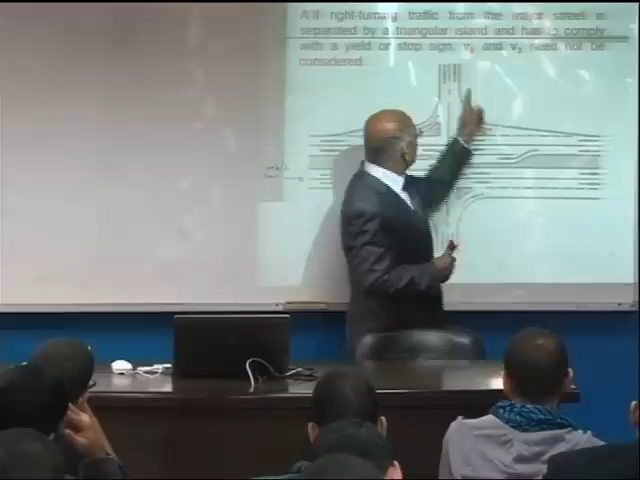 right-turning traffic from the major street is
separated by a triangular island and has to comply
with a yield or stop sign, v and v need not be
considered.